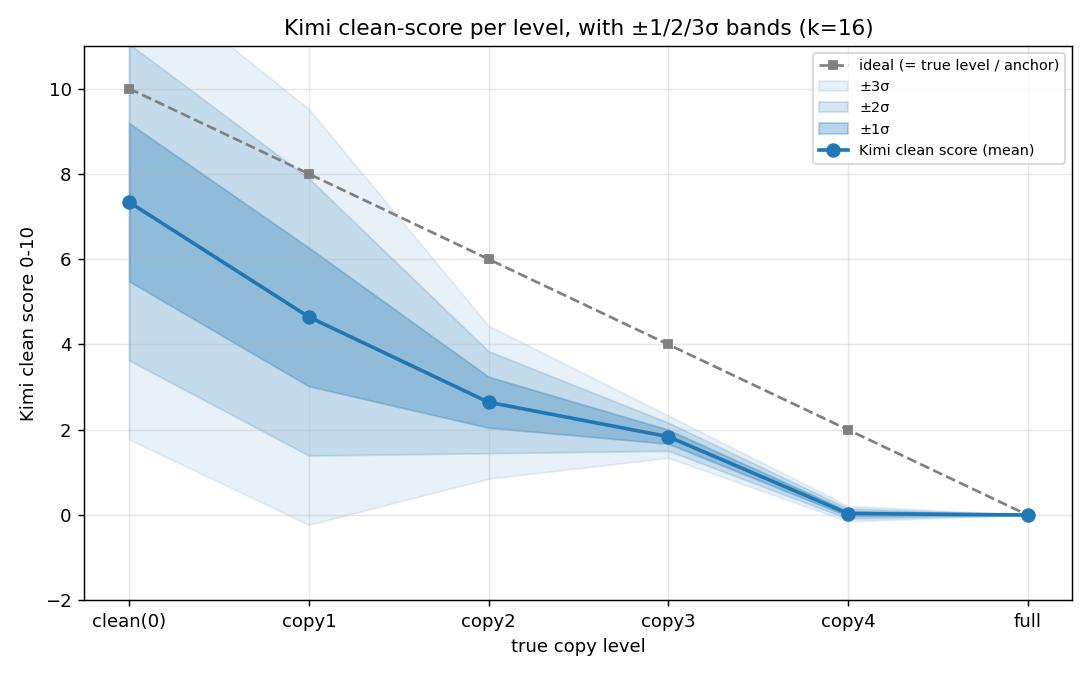 Kimi clean-score per level, with ±1/2/3σ bands (k=16)
ideal (= true level / anchor)
±3σ
±2σ
±1σ
Kimi clean score (mean)
Kimi clean score 0-10
10
8
6
4
2
0
−2
clean(0) copy1 copy2 copy3 copy4 full
true copy level